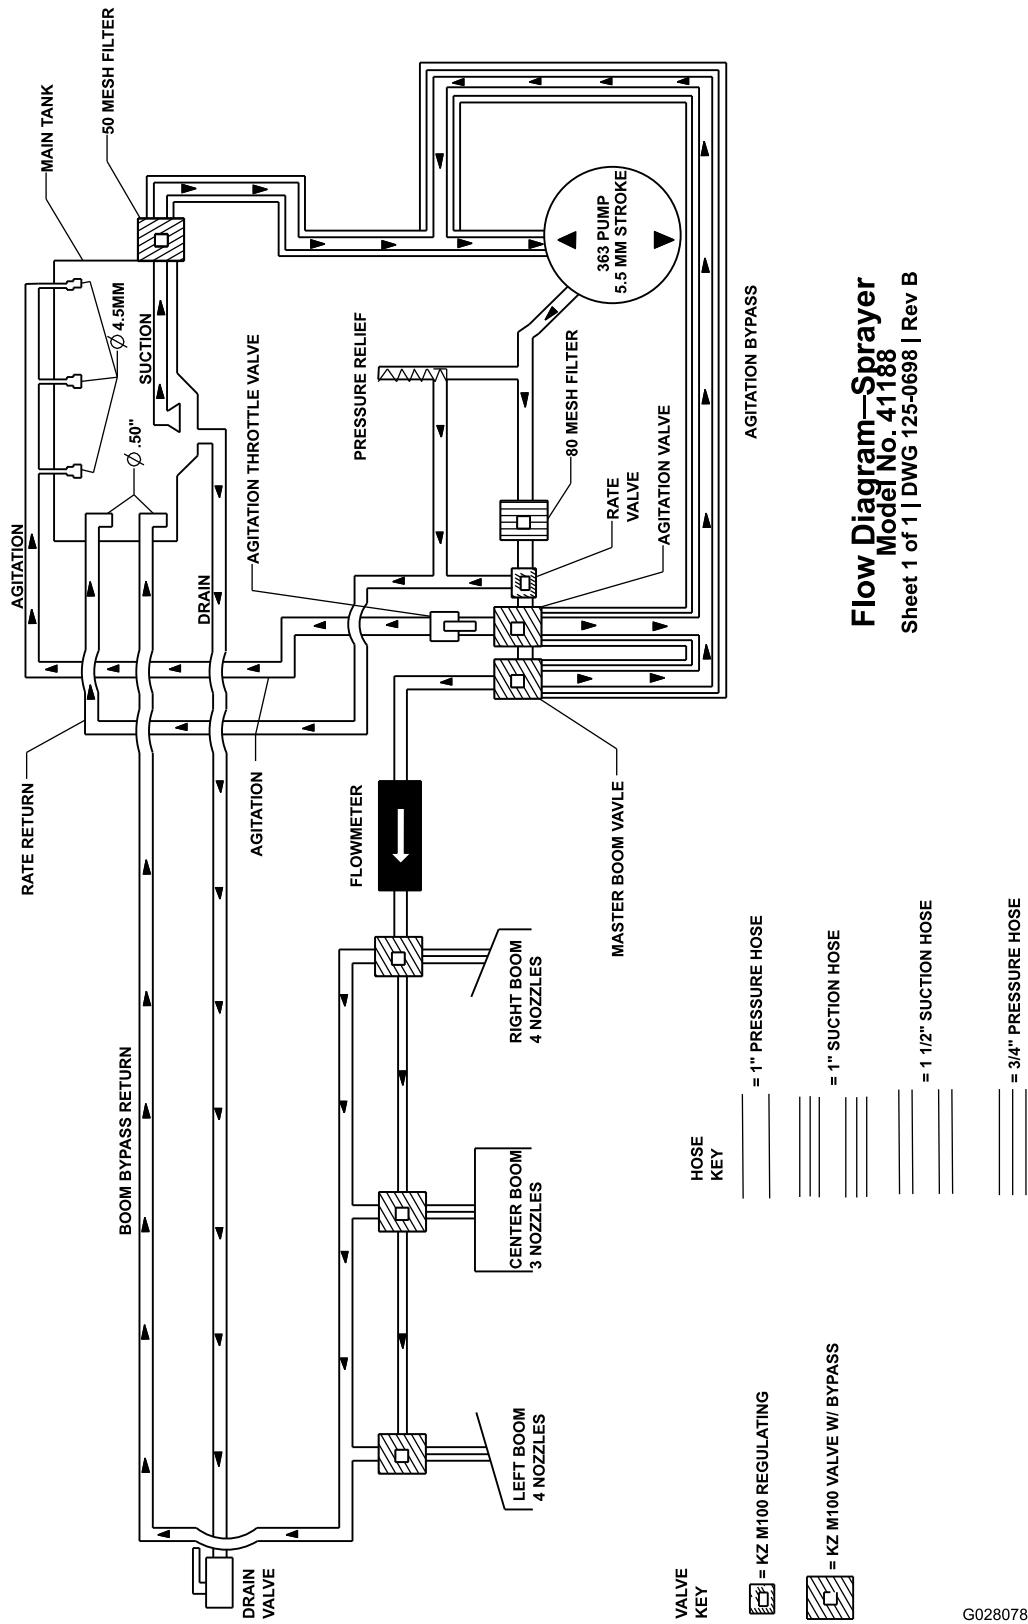 Flow Diagram—Sprayer
Model No. 41188
Sheet 1 of 1 | DWG 125-0698 | Rev B
MAIN TANK
50 MESH FILTER
AGITATION
4.5MM
SUCTION
.50"
AGITATION THROTTLE VALVE
PRESSURE RELIEF
363 PUMP
5.5 MM STROKE
80 MESH FILTER
RATE
VALVE
AGITATION VALVE
AGITATION BYPASS
DRAIN
RATE RETURN
AGITATION
FLOWMETER
MASTER BOOM VAVLE
BOOM BYPASS RETURN
RIGHT BOOM
4 NOZZLES
CENTER BOOM
3 NOZZLES
LEFT BOOM
4 NOZZLES
DRAIN
VALVE
HOSE
KEY
= 1" PRESSURE HOSE
= 1" SUCTION HOSE
= 1 1/2" SUCTION HOSE
= 3/4" PRESSURE HOSE
VALVE
KEY
= KZ M100 REGULATING
= KZ M100 VALVE W/ BYPASS
G028078